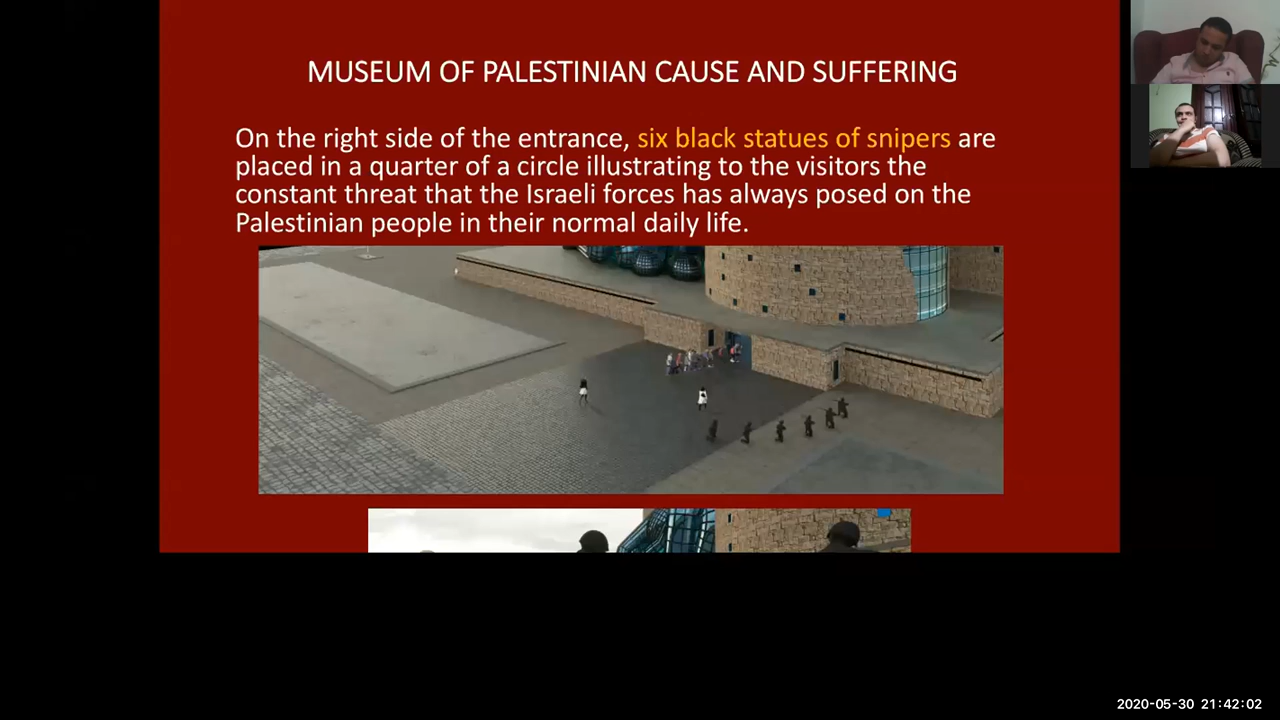 MUSEUM OF PALESTINIAN CAUSE AND SUFFERING
On the right side of the entrance, six black statues of snipers are
placed in a quarter of a circle illustrating to the visitors the
constant threat that the Israeli forces has always posed on the
Palestinian people in their normal daily life.
2020-05-30 21:42:02